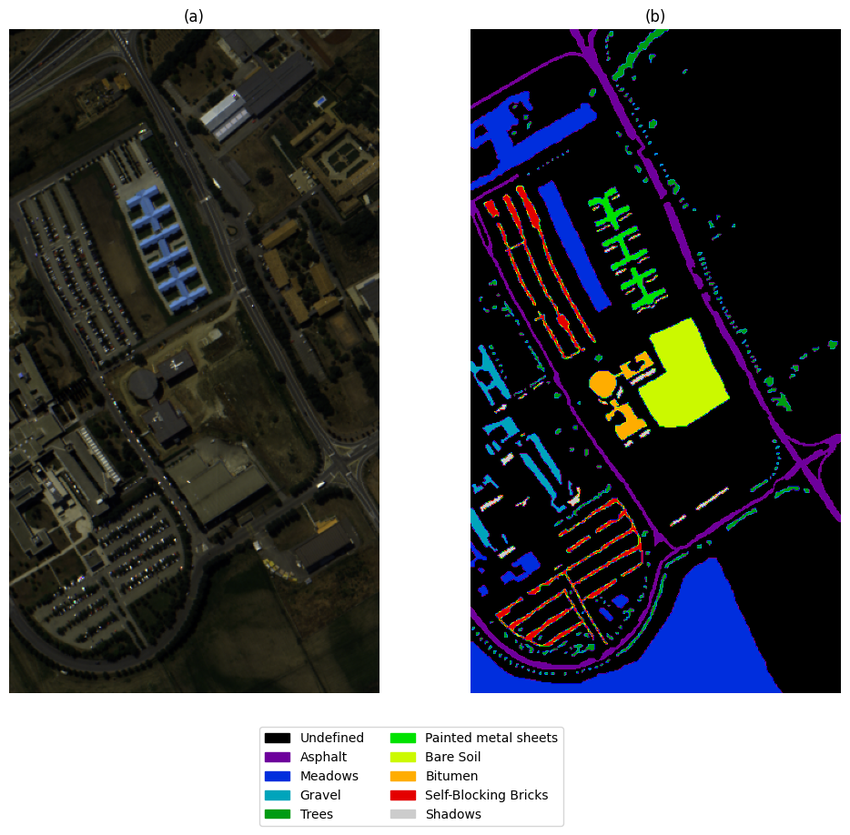 (a)
(b)
Undefined
Asphalt
Meadows
Gravel
Trees
Painted metal sheets
Bare Soil
Bitumen
Self-Blocking Bricks
Shadows